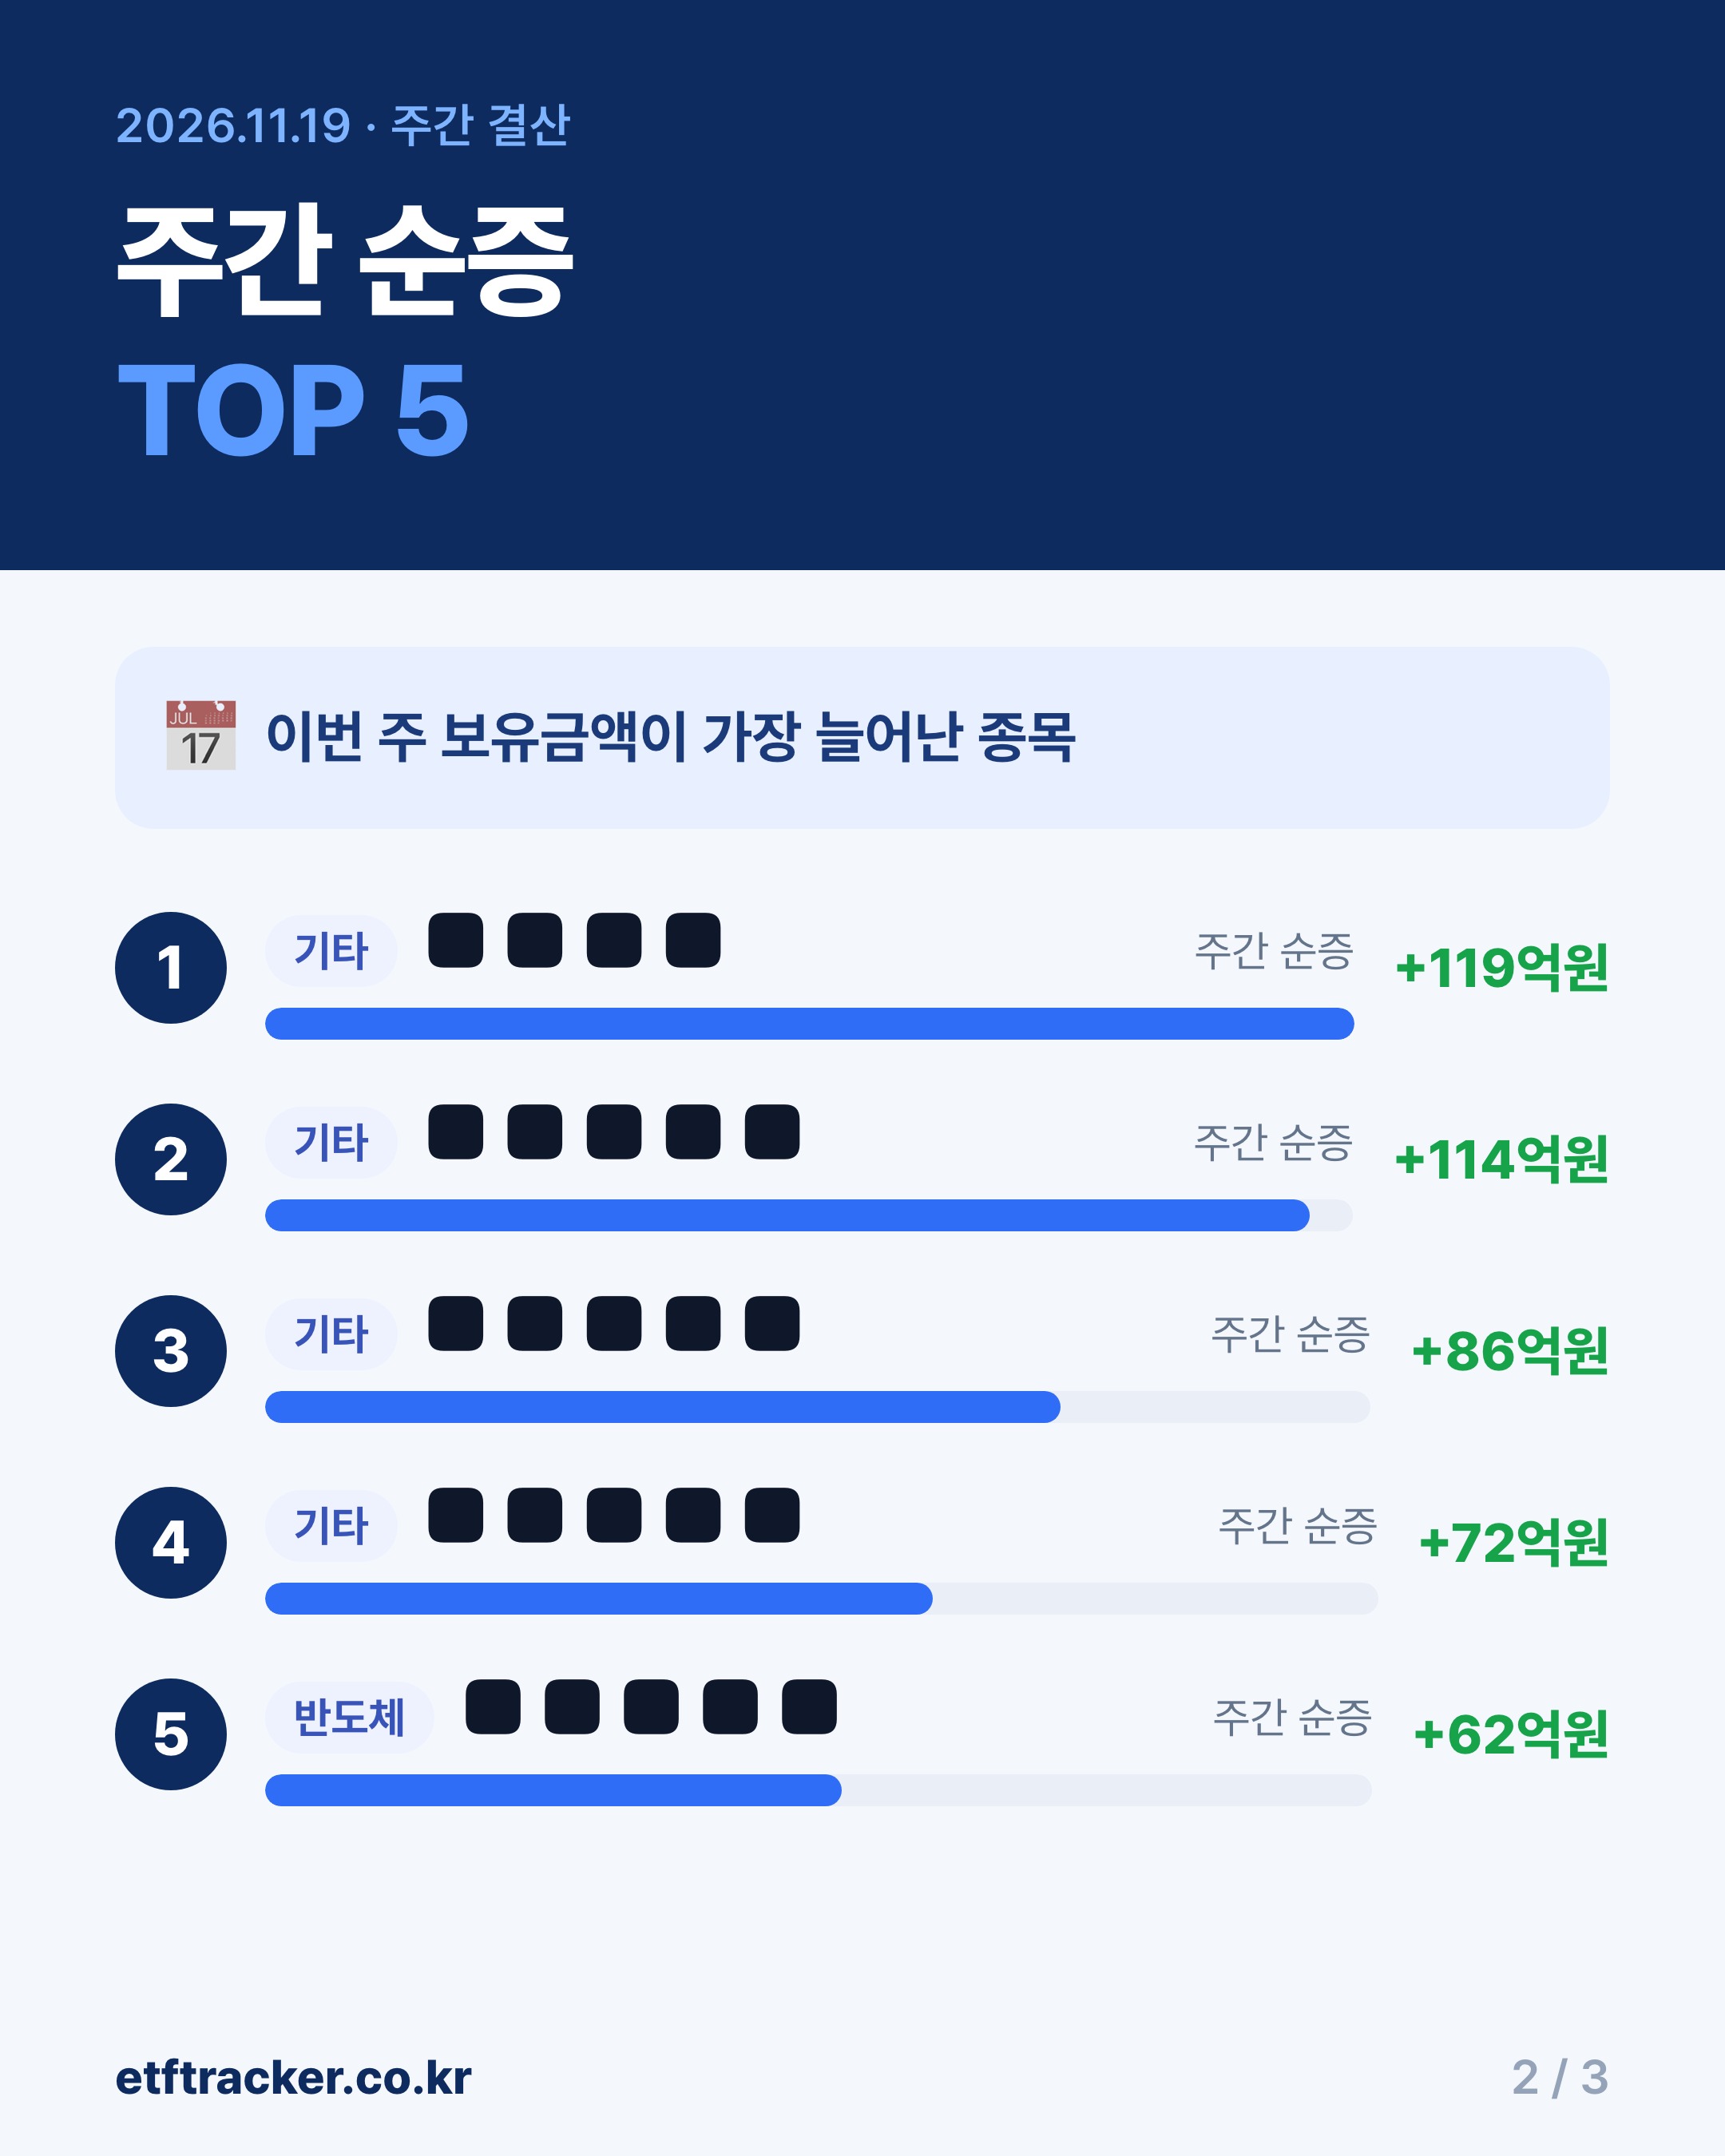 2026.11.19 · 주간 결산
주간 순증
TOP 5
JUL 17 이번 주 보유금액이 가장 늘어난 종목
1 기타 ■ ■ ■ ■ 주간 순증 +119억원
2 기타 ■ ■ ■ ■ ■ 주간 순증 +114억원
3 기타 ■ ■ ■ ■ ■ 주간 순증 +86억원
4 기타 ■ ■ ■ ■ ■ 주간 순증 +72억원
5 반도체 ■ ■ ■ ■ ■ 주간 순증 +62억원
etftracker.co.kr
2 / 3